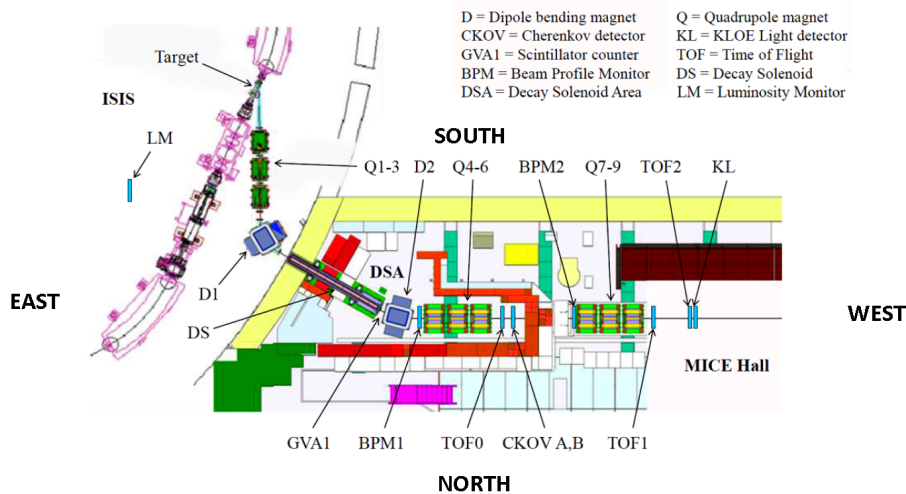 D = Dipole bending magnet
Q = Quadrupole magnet
CKOV = Cherenkov detector
KL = KLOE Light detector
GVA1 = Scintillator counter
TOF = Time of Flight
BPM = Beam Profile Monitor
DS = Decay Solenoid
DSA = Decay Solenoid Area
LM = Luminosity Monitor
Target
ISIS
SOUTH
LM
Q1-3
D2
Q4-6
BPM2
Q7-9
TOF2
KL
DSA
D1
EAST
WEST
DS
MICE Hall
GVA1
BPM1
TOF0
CKOV A,B
TOF1
NORTH